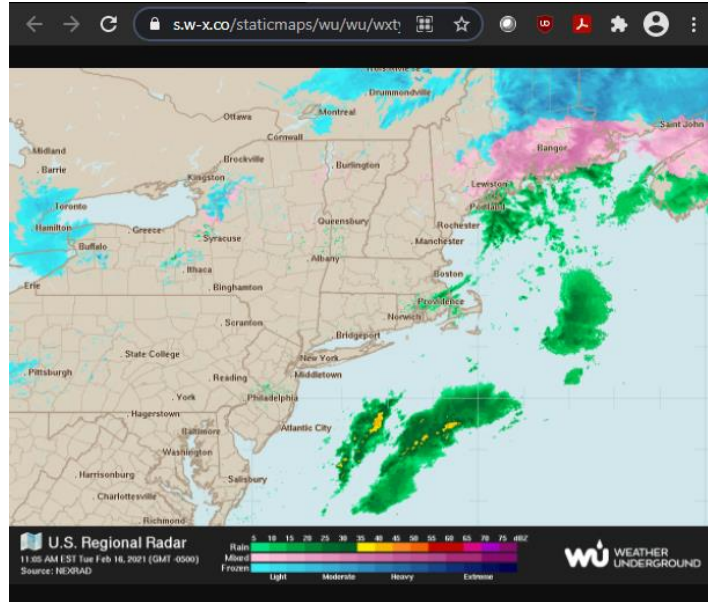 s.w-x.co/staticmaps/wu/wu/wxty
Drummondville
Ottawa
Montreal
Cornwall
Saint John
Midland
Barrie
Brockville
Kingston
Burlington
Bangor
Lewiston
Portland
Toronto
Hamilton
Greece
Syracuse
Queensbury
Rochester
Manchester
Buffalo
Ithaca
Albany
Boston
Erie
Binghamton
Providence
Norwich
Scranton
Bridgeport
State College
New York
Pittsburgh
Reading
Middletown
York
Philadelphia
Hagerstown
Atlantic City
Baltimore
Washington
Harrisonburg
Salisbury
Charlottesville
Richmond
U.S. Regional Radar
11:05 AM EST Tue Feb 16, 2021 (GMT -0500)
Source: NEXRAD
5 10 15 20 25 30 35 40 45 50 55 60 65 70 75 dBZ
Rain
Mixed
Frozen
Light Moderate Heavy Extreme
wu WEATHER
UNDERGROUND